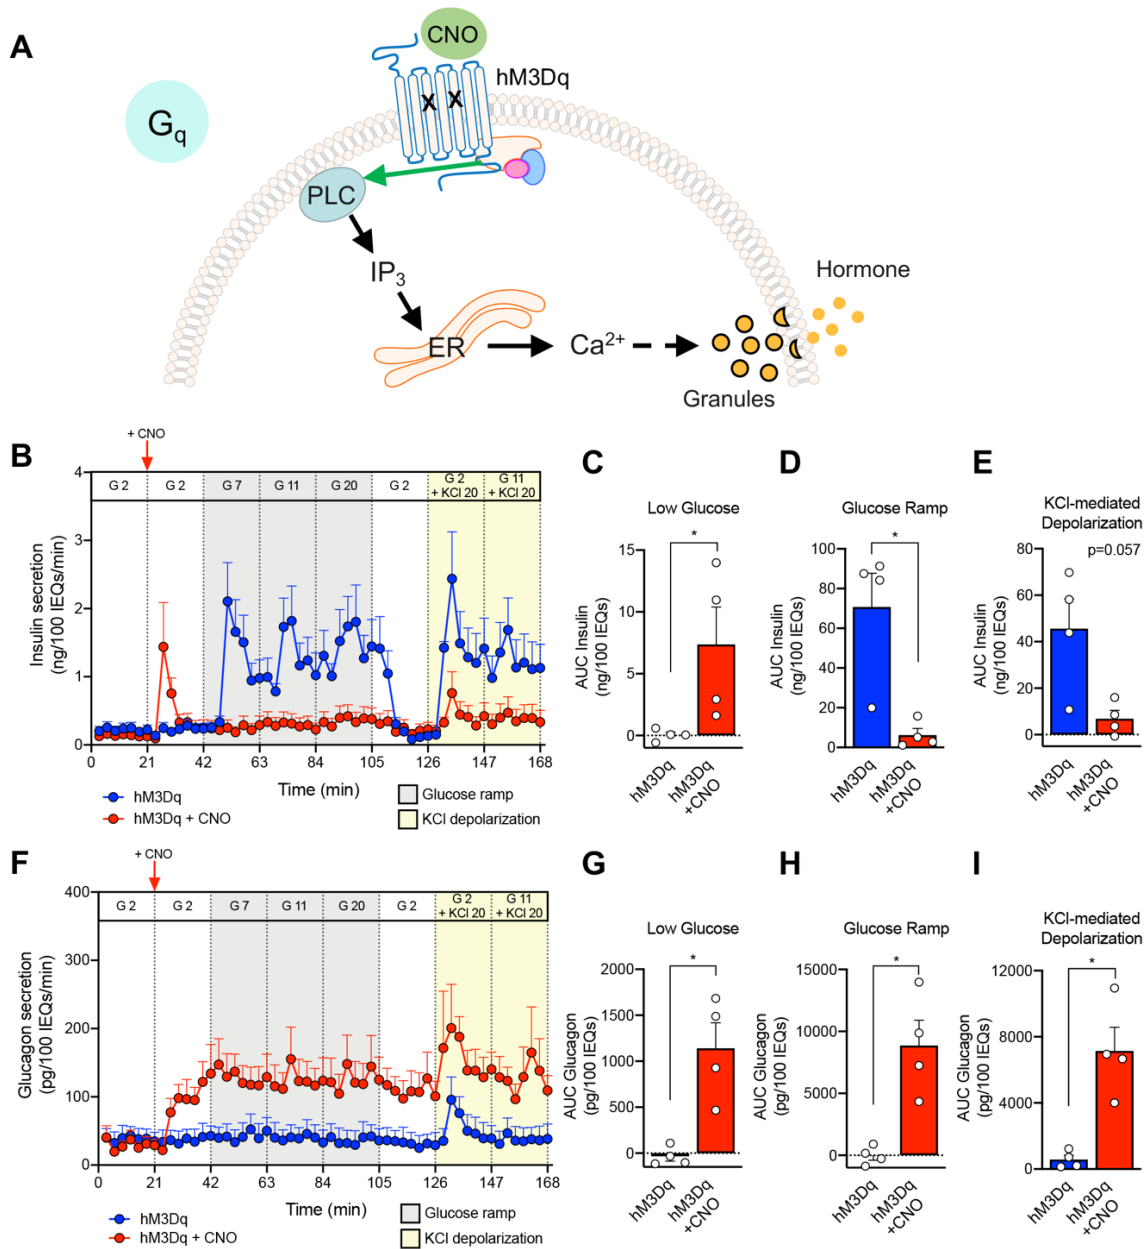 A
CNO
hM3Dq
X X
Gq
PLC
IP3
ER
Ca2+
Hormone
Granules
B
+ CNO
G 2
G 2
G 7
G 11
G 20
G 2
G 2
+ KCl 20
G 11
+ KCl 20
Insulin secretion
(ng/100 IEQs/min)
4
3
2
1
0
0 21 42 63 84 105 126 147 168
Time (min)
hM3Dq
hM3Dq + CNO
Glucose ramp
KCl depolarization
C
Low Glucose
*
AUC Insulin
(ng/100 IEQs)
15
10
5
0
hM3Dq
hM3Dq
+CNO
D
Glucose Ramp
*
AUC Insulin
(ng/100 IEQs)
100
80
60
40
20
0
hM3Dq
hM3Dq
+CNO
E
KCl-mediated
Depolarization
p=0.057
AUC Insulin
(ng/100 IEQs)
80
60
40
20
0
hM3Dq
hM3Dq
+CNO
F
+ CNO
G 2
G 2
G 7
G 11
G 20
G 2
G 2
+ KCl 20
G 11
+ KCl 20
Glucagon secretion
(pg/100 IEQs/min)
400
300
200
100
0
0 21 42 63 84 105 126 147 168
Time (min)
hM3Dq
hM3Dq + CNO
Glucose ramp
KCl depolarization
G
Low Glucose
*
AUC Glucagon
(pg/100 IEQs)
2000
1500
1000
500
0
hM3Dq
hM3Dq
+CNO
H
Glucose Ramp
*
AUC Glucagon
(pg/100 IEQs)
15000
10000
5000
0
hM3Dq
hM3Dq
+CNO
I
KCl-mediated
Depolarization
*
AUC Glucagon
(pg/100 IEQs)
12000
8000
4000
0
hM3Dq
hM3Dq
+CNO